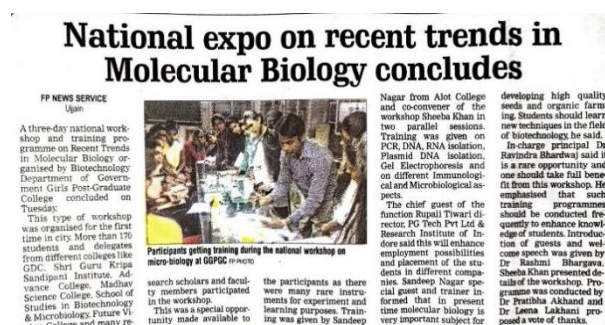 National expo on recent trends in
Molecular Biology concludes
FP NEWS SERVICE
Ujjain
A three-day national work-
shop and training pro-
gramme on Recent Trends
in Molecular Biology or-
ganised by Biotechnology
Department of Govern-
ment Girls Post-Graduate
College concluded on
Tuesday.
This type of workshop
was organised for the first
time in city. More than 170
students and delegates
from different colleges like
GDC, Shri Guru Kripa
Sandipani Institute, Ad-
vance College, Madhav
Science College, School of
Studies in Biotechnology
& Microbiology, Future Vi-
College and many re-
Participants getting training during the national workshop on
micro-biology at GGPGC FP PHOTO
search scholars and facul-
ty members participated
in the workshop.
This was a special oppor-
tunity made available to
the participants as there
were many rare instru-
ments for experiment and
learning purposes. Train-
ing was given by Sandeep
Nagar from Alot College
and co-convener of the
workshop Sheeba Khan in
two parallel sessions.
Training was given on
PCR, DNA, RNA isolation,
Plasmid DNA isolation,
Gel Electrophoresis and
on different Immunologi-
cal and Microbiological as-
pects.
The chief guest of the
function Rupali Tiwari di-
rector, PG Tech Pvt Ltd &
Research Institute of In-
dore said this will enhance
employment possibilities
and placement of the stu-
dents in different compa-
nies. Sandeep Nagar spe-
cial guest and trainer in-
formed that in present
time molecular biology is
very important subject for
developing high quality
seeds and organic farm
ing. Students should learn
new techniques in the field
of biotechnology, he said.
In-charge principal Dr
Ravindra Bhardwaj said it
is a rare opportunity and
one should take full bene
fit from this workshop. He
emphasised that such
training programmes
should be conducted fre-
quently to enhance knowl-
edge of students. Introduc-
tion of guests and wel-
come speech was given by
Dr Rashmi Bhargava.
Sheeba Khan presented de-
tails of the workshop. Pro-
gramme was conducted by
Dr Pratibha Akhand and
Dr Leena Lakhani pro-
posed a vote of thanks.